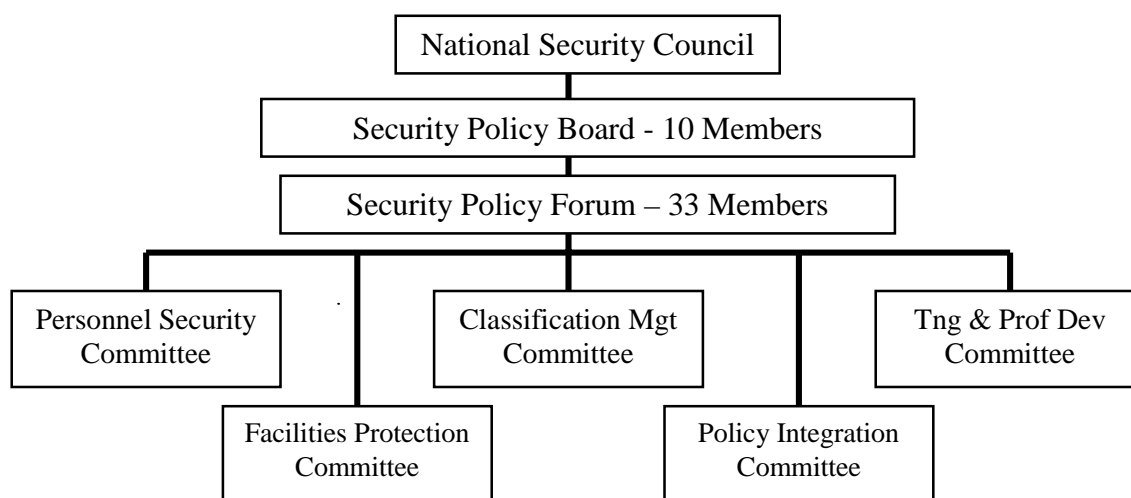 National Security Council
Security Policy Board - 10 Members
Security Policy Forum – 33 Members
Personnel Security
Committee
Classification Mgt
Committee
Tng & Prof Dev
Committee
Facilities Protection
Committee
Policy Integration
Committee